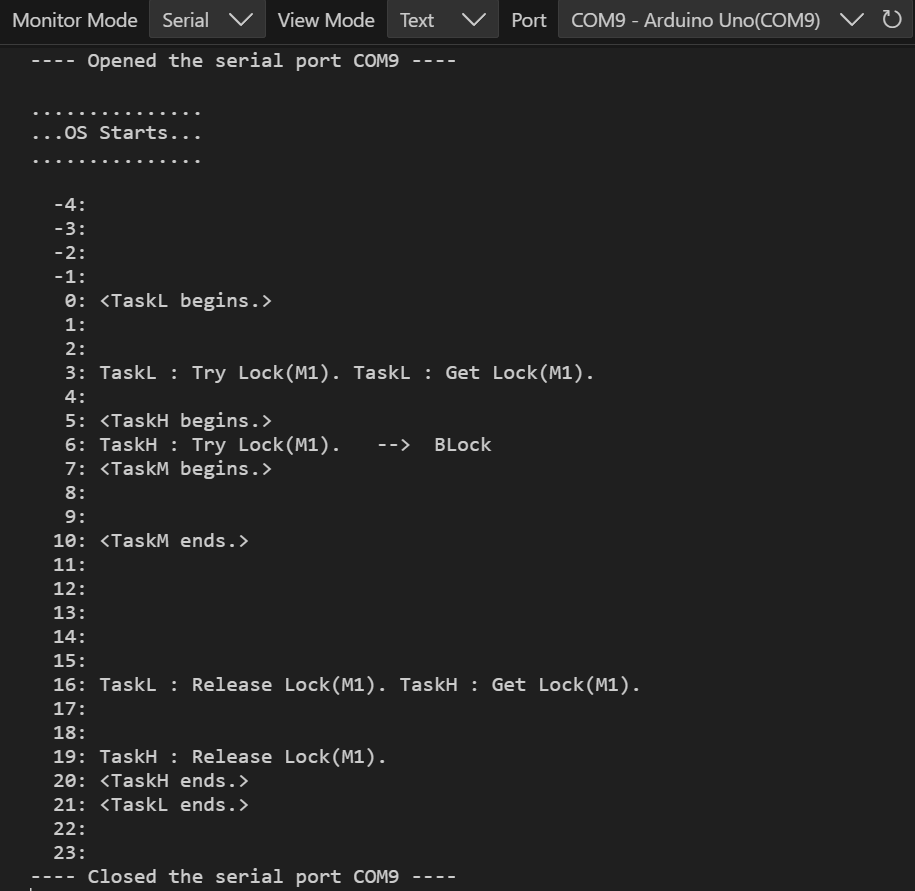 Monitor Mode Serial View Mode Text Port COM9 - Arduino Uno(COM9)
---- Opened the serial port COM9 ----
...............
...OS Starts...
...............
-4:
-3:
-2:
-1:
0: <TaskL begins.>
1:
2:
3: TaskL : Try Lock(M1). TaskL : Get Lock(M1).
4:
5: <TaskH begins.>
6: TaskH : Try Lock(M1).   -->  BLock
7: <TaskM begins.>
8:
9:
10: <TaskM ends.>
11:
12:
13:
14:
15:
16: TaskL : Release Lock(M1). TaskH : Get Lock(M1).
17:
18:
19: TaskH : Release Lock(M1).
20: <TaskH ends.>
21: <TaskL ends.>
22:
23:
---- Closed the serial port COM9 ----